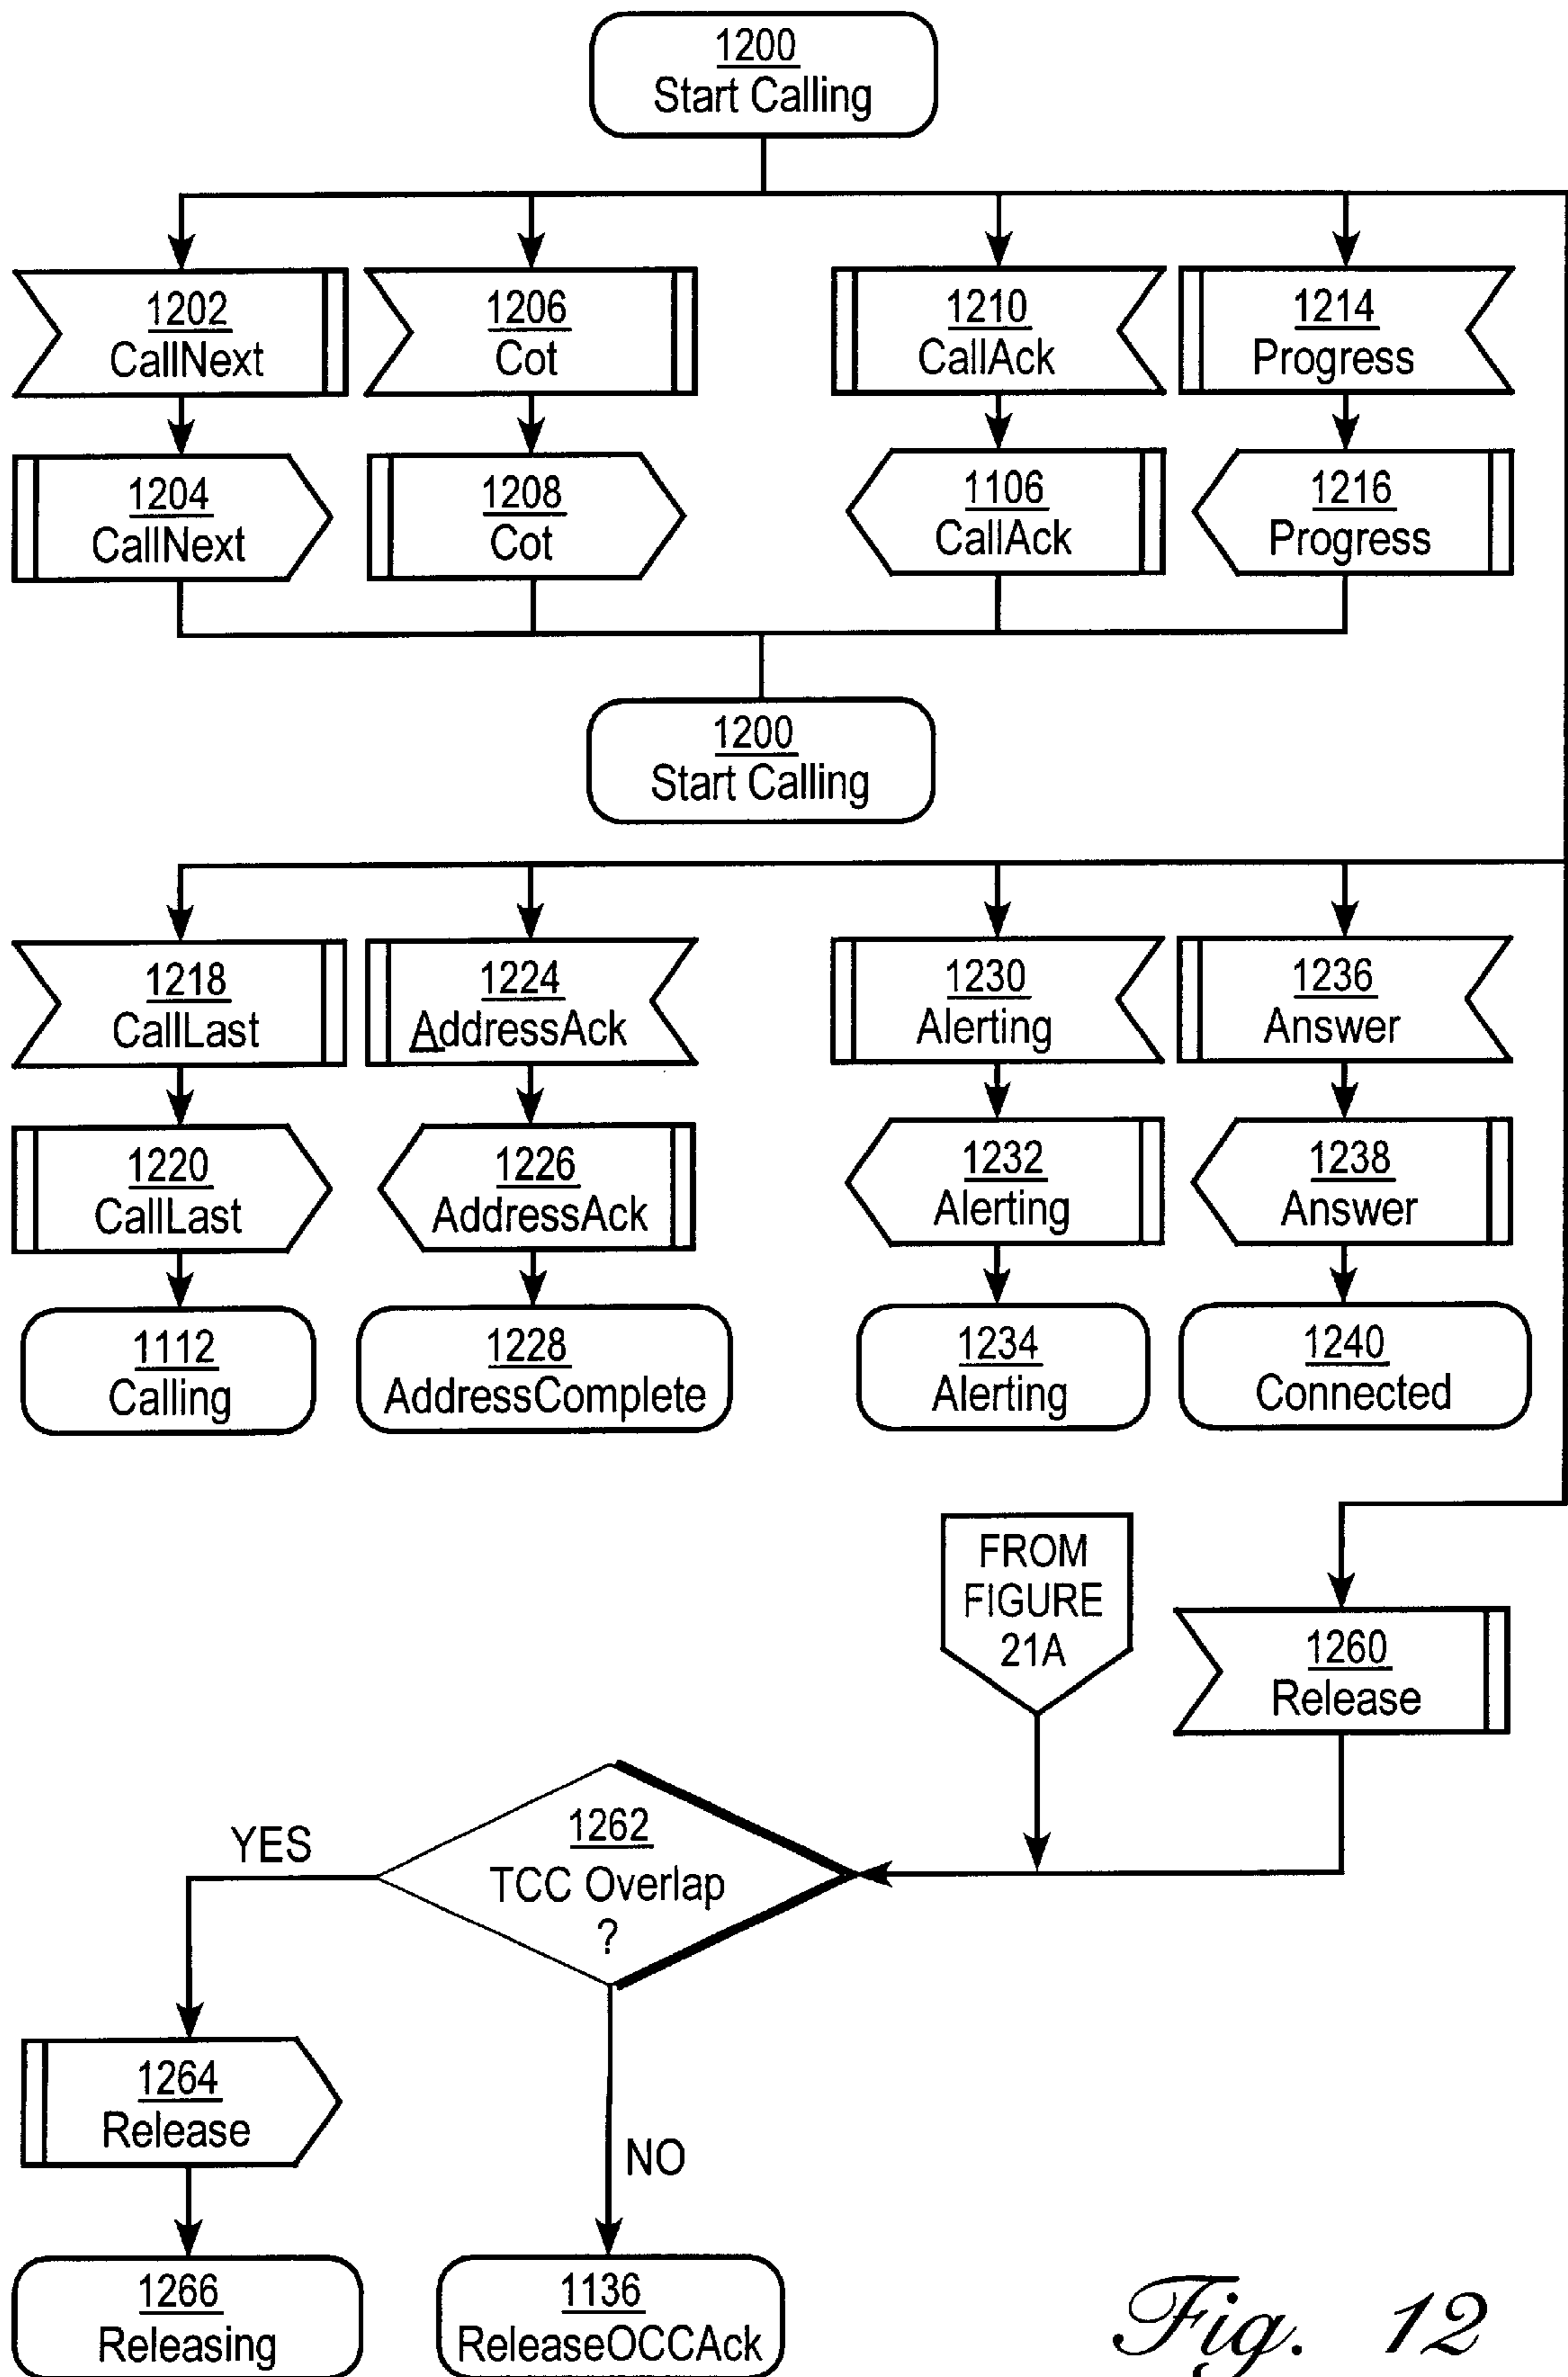 1200
Start Calling
1202
CallNext
1206
Cot
1210
CallAck
1214
Progress
1204
CallNext
1208
Cot
1106
CallAck
1216
Progress
1200
Start Calling
1218
CallLast
1224
AddressAck
1230
Alerting
1236
Answer
1220
CallLast
1226
AddressAck
1232
Alerting
1238
Answer
1112
Calling
1228
AddressComplete
1234
Alerting
1240
Connected
FROM
FIGURE
21A
1260
Release
1262
TCC Overlap
?
YES
1264
Release
NO
1266
Releasing
1136
ReleaseOCCAck
Fig. 12